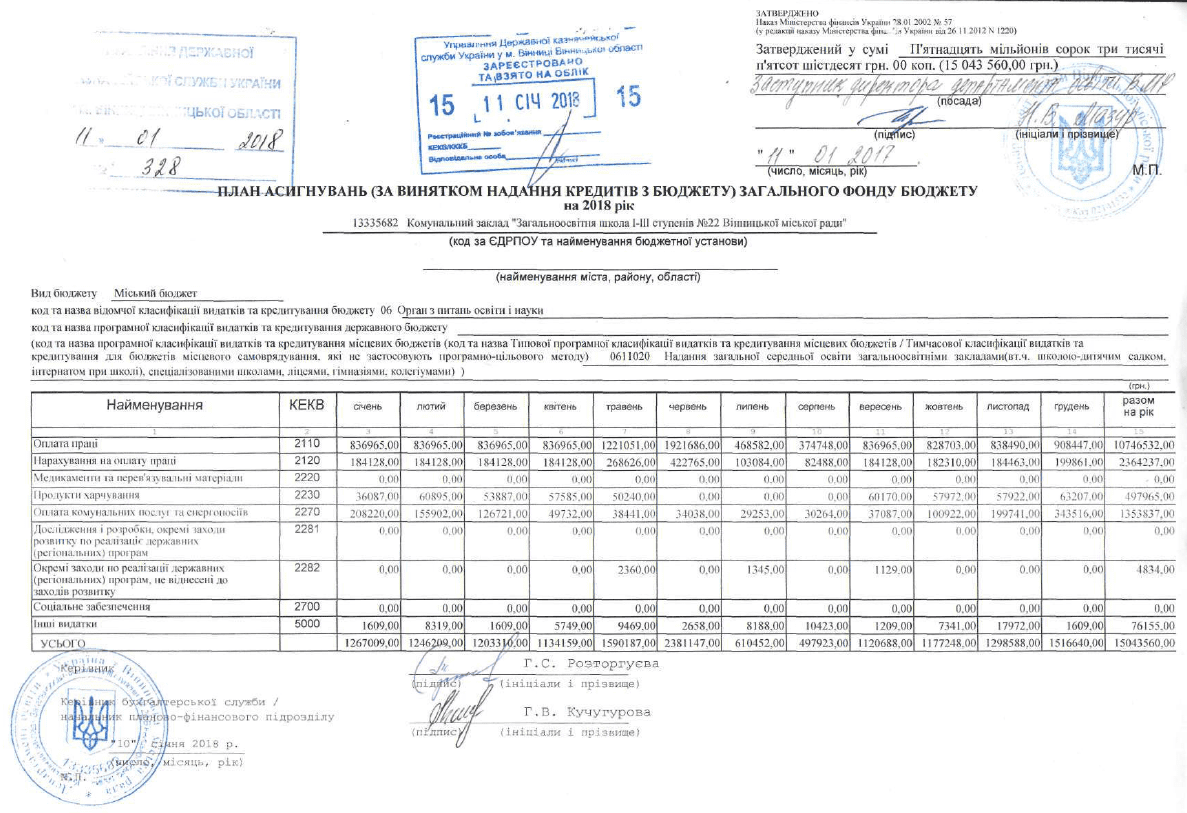 ЗАТВЕРДЖЕНО
Наказ Міністерства фінансів України 28.01.2002 № 57
(у редакції наказу Міністерства України від 26 11 2012 N 1220)
Затверджений у сумі П'ятнадцять мільйонів сорок три тисячі
п'ятсот шістдесят грн. 00 коп. (15 043 560,00 грн.)
Заступник директора департамент освіти ВМР
(посада)
Н.В. Мазур
(підпис) (ініціали і прізвище)
" 11 " 01 2017
(число, місяць, рік) М.П.
ДЕРЖАВНОЇ
СЛУЖБИ УКРАЇНИ
ЦЬКОЇ ОБЛАСТІ
11 01 2018
328
Управління Державної казначейської
служби України у м. Вінниці Вінницької області
ЗАРЕЄСТРОВАНО
ТА ВЗЯТО НА ОБЛІК
15 11 СІЧ 2018 15
Реєстраційний № зобов'язання
КЕКВ/ККБ
Відповідальна особа
ПЛАН АСИГНУВАНЬ (ЗА ВИНЯТКОМ НАДАННЯ КРЕДИТІВ З БЮДЖЕТУ) ЗАГАЛЬНОГО ФОНДУ БЮДЖЕТУ
на 2018 рік
13335682 Комунальний заклад "Загальноосвітня школа І-ІІІ ступенів №22 Вінницької міської ради"
(код за ЄДРПОУ та найменування бюджетної установи)
(найменування міста, району, області)
Вид бюджету Міський бюджет
код та назва відомчої класифікації видатків та кредитування бюджету 06 Орган з питань освіти і науки
код та назва програмної класифікації видатків та кредитування державного бюджету
(код та назва програмної класифікації видатків та кредитування місцевих бюджетів (код та назва Типової програмної класифікації видатків та кредитування місцевих бюджетів / Тимчасової класифікації видатків та
кредитування для бюджетів місцевого самоврядування, які не застосовують програмно-цільового методу) 0611020 Надання загальної середньої освіти загальноосвітніми закладами(вт.ч. школою-дитячим садком,
інтернатом при школі), спеціалізованими школами, ліцеями, гімназіями, колегіумами) )
(грн.)
Найменування КЕКВ січень лютий березень квітень травень червень липень серпень вересень жовтень листопад грудень разом на рік
1 2 3 4 5 6 7 8 9 10 11 12 13 14 15
Оплата праці 2110 836965,00 836965,00 836965,00 836965,00 1221051,00 1921686,00 468582,00 374748,00 836965,00 828703,00 838490,00 908447,00 10746532,00
Нарахування на оплату праці 2120 184128,00 184128,00 184128,00 184128,00 268626,00 422765,00 103084,00 82488,00 184128,00 182310,00 184463,00 199861,00 2364237,00
Медикаменти та перев'язувальні матеріали 2220 0,00 0,00 0,00 0,00 0,00 0,00 0,00 0,00 0,00 0,00 0,00 0,00 0,00
Продукти харчування 2230 36087,00 60895,00 53887,00 57585,00 50240,00 0,00 0,00 0,00 60170,00 57972,00 57922,00 63207,00 497965,00
Оплата комунальних послуг та енергоносіїв 2270 208220,00 155902,00 126721,00 49732,00 38441,00 34038,00 29253,00 30264,00 37087,00 100922,00 199741,00 343516,00 1353837,00
Дослідження і розробки, окремі заходи 2281 0,00 0,00 0,00 0,00 0,00 0,00 0,00 0,00 0,00 0,00 0,00 0,00 0,00
розвитку по реалізації державних
(регіональних) програм
Окремі заходи по реалізації державних 2282 0,00 0,00 0,00 0,00 2360,00 0,00 1345,00 0,00 1129,00 0,00 0,00 0,00 4834,00
(регіональних) програм, не віднесені до
заходів розвитку
Соціальне забезпечення 2700 0,00 0,00 0,00 0,00 0,00 0,00 0,00 0,00 0,00 0,00 0,00 0,00 0,00
Інші видатки 5000 1609,00 8319,00 1609,00 5749,00 9469,00 2658,00 8188,00 10423,00 1209,00 7341,00 17972,00 1609,00 76155,00
УСЬОГО 1267009,00 1246209,00 1203310,00 1134159,00 1590187,00 2381147,00 610452,00 497923,00 1120688,00 1177248,00 1298588,00 1516640,00 15043560,00
Керівник Г.С. Розторгуєва
(підпис) (ініціали і прізвище)
Керівник бухгалтерської служби /
начальник планово-фінансового підрозділу Г.В. Кучугурова
(підпис) (ініціали і прізвище)
"10" січня 2018 р.
(число, місяць, рік)
М.П.